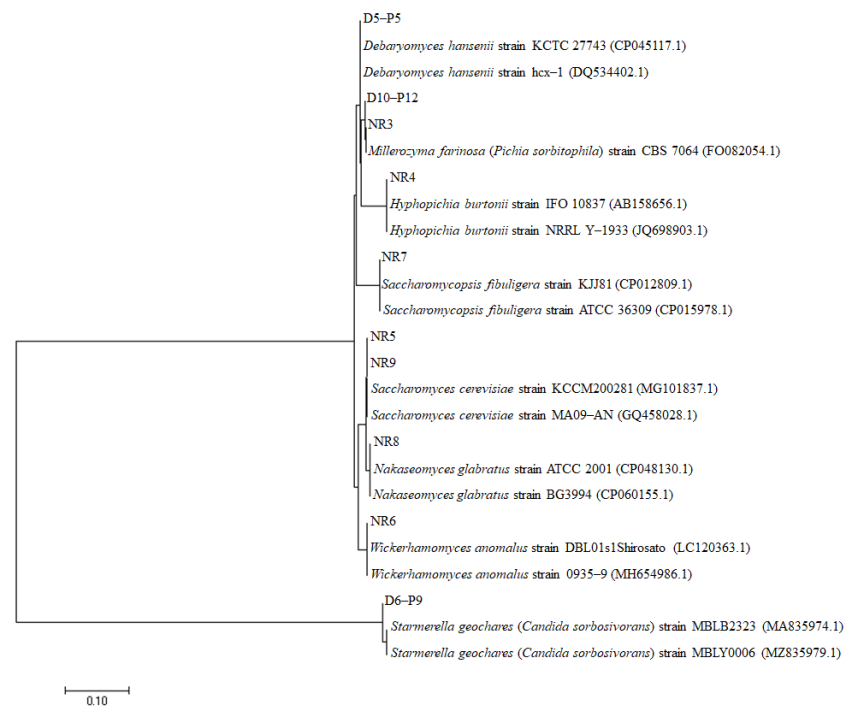 D5–P5
Debaryomyces hansenii strain KCTC 27743 (CP045117.1)
Debaryomyces hansenii strain hcx–1 (DQ534402.1)
D10–P12
NR3
Millerozyma farinosa (Pichia sorbitophila) strain CBS 7064 (FO082054.1)
NR4
Hyphopichia burtonii strain IFO 10837 (AB158656.1)
Hyphopichia burtonii strain NRRL Y–1933 (JQ698903.1)
NR7
Saccharomycopsis fibuligera strain KJJ81 (CP012809.1)
Saccharomycopsis fibuligera strain ATCC 36309 (CP015978.1)
NR5
NR9
Saccharomyces cerevisiae strain KCCM200281 (MG101837.1)
Saccharomyces cerevisiae strain MA09–AN (GQ458028.1)
NR8
Nakaseomyces glabratus strain ATCC 2001 (CP048130.1)
Nakaseomyces glabratus strain BG3994 (CP060155.1)
NR6
Wickerhamomyces anomalus strain DBL01s1Shirosato (LC120363.1)
Wickerhamomyces anomalus strain 0935–9 (MH654986.1)
D6–P9
Starmerella geochares (Candida sorbosivorans) strain MBLB2323 (MA835974.1)
Starmerella geochares (Candida sorbosivorans) strain MBLY0006 (MZ835979.1)
0.10